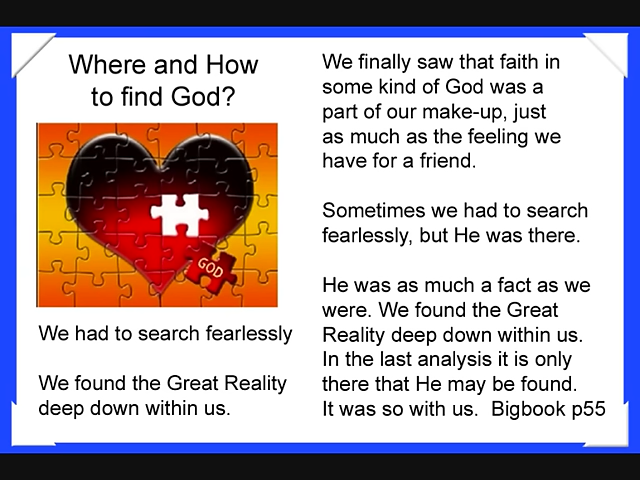 Where and How
to find God?
GOD
We had to search fearlessly
We found the Great Reality
deep down within us.
We finally saw that faith in
some kind of God was a
part of our make-up, just
as much as the feeling we
have for a friend.
Sometimes we had to search
fearlessly, but He was there.
He was as much a fact as we
were. We found the Great
Reality deep down within us.
In the last analysis it is only
there that He may be found.
It was so with us.  Bigbook p55